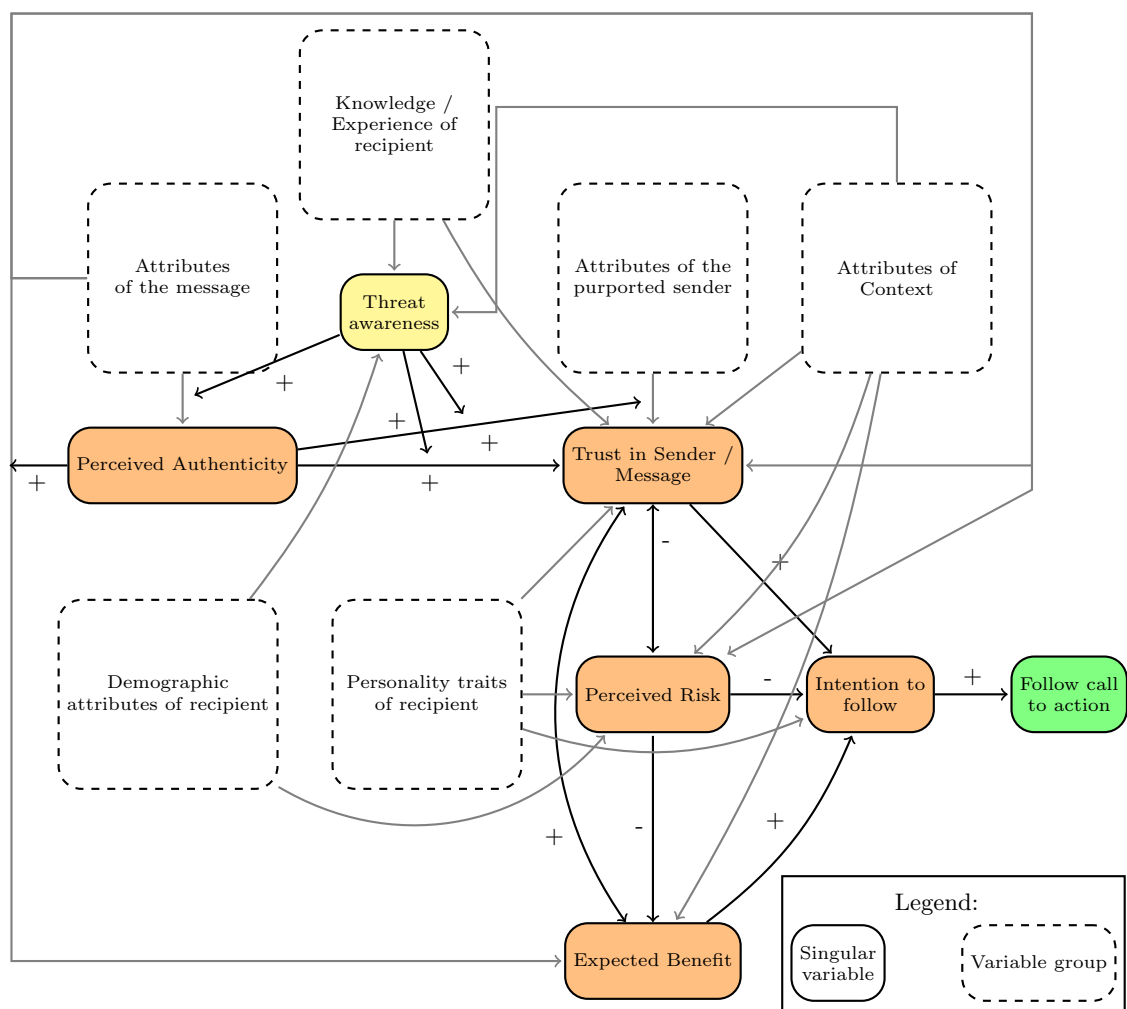 Knowledge /
Experience of
recipient
Attributes
of the message
Attributes of the
purported sender
Attributes of
Context
Threat
awareness
+
+
+
+
Perceived Authenticity
Trust in Sender /
Message
+
+
-
+
Demographic
attributes of recipient
Personality traits
of recipient
Perceived Risk
-
Intention to
follow
+
Follow call
to action
+
-
+
Expected Benefit
Legend:
Singular
variable
Variable group